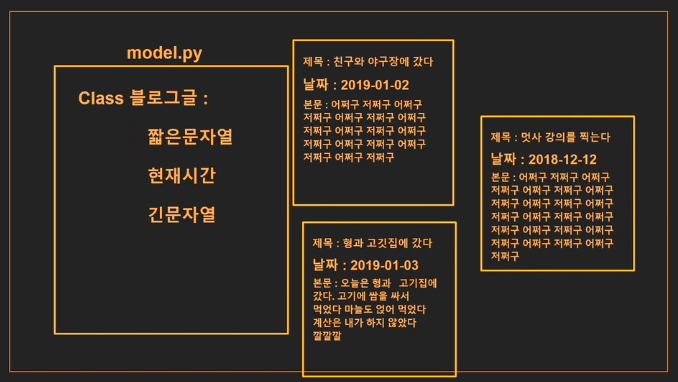 model.py
Class 블로그글 :
짧은문자열
현재시간
긴문자열
제목 : 친구와 야구장에 갔다
날짜 : 2019-01-02
본문 : 어쩌구 저쩌구 어쩌구
저쩌구 어쩌구 저쩌구 어쩌구
저쩌구 어쩌구 저쩌구 어쩌구
저쩌구 어쩌구 저쩌구 어쩌구
저쩌구 어쩌구 저쩌구
제목 : 형과 고깃집에 갔다
날짜 : 2019-01-03
본문 : 오늘은 형과 고기집에
갔다. 고기에 쌈을 싸서
먹었다 마늘도 얹어 먹었다
계산은 내가 하지 않았다
깔깔깔
제목 : 멋사 강의를 찍는다
날짜 : 2018-12-12
본문 : 어쩌구 저쩌구 어쩌구
저쩌구 어쩌구 저쩌구 어쩌구
저쩌구 어쩌구 저쩌구 어쩌구
저쩌구 어쩌구 저쩌구 어쩌구
저쩌구 어쩌구 저쩌구 어쩌구
저쩌구 어쩌구 저쩌구 어쩌구
저쩌구